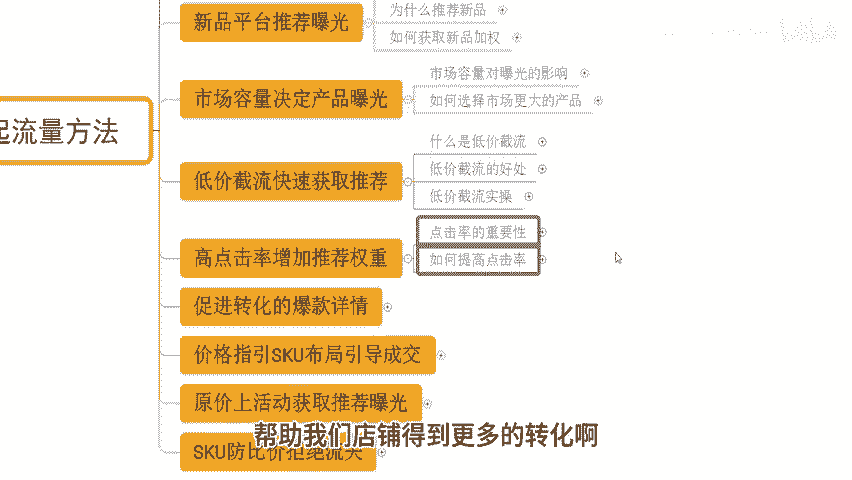 新品平台推荐曝光
为什么推荐新品
如何获取新品加权
市场容量决定产品曝光
市场容量对曝光的影响
如何选择市场更大的产品
起流量方法
低价截流快速获取推荐
什么是低价截流
低价截流的好处
低价截流实操
高点击率增加推荐权重
点击率的重要性
如何提高点击率
促进转化的爆款详情
价格指引SKU布局引导成交
原价上活动获取推荐曝光
SKU防比价拒绝流失
帮助我们店铺得到更多的转化啊